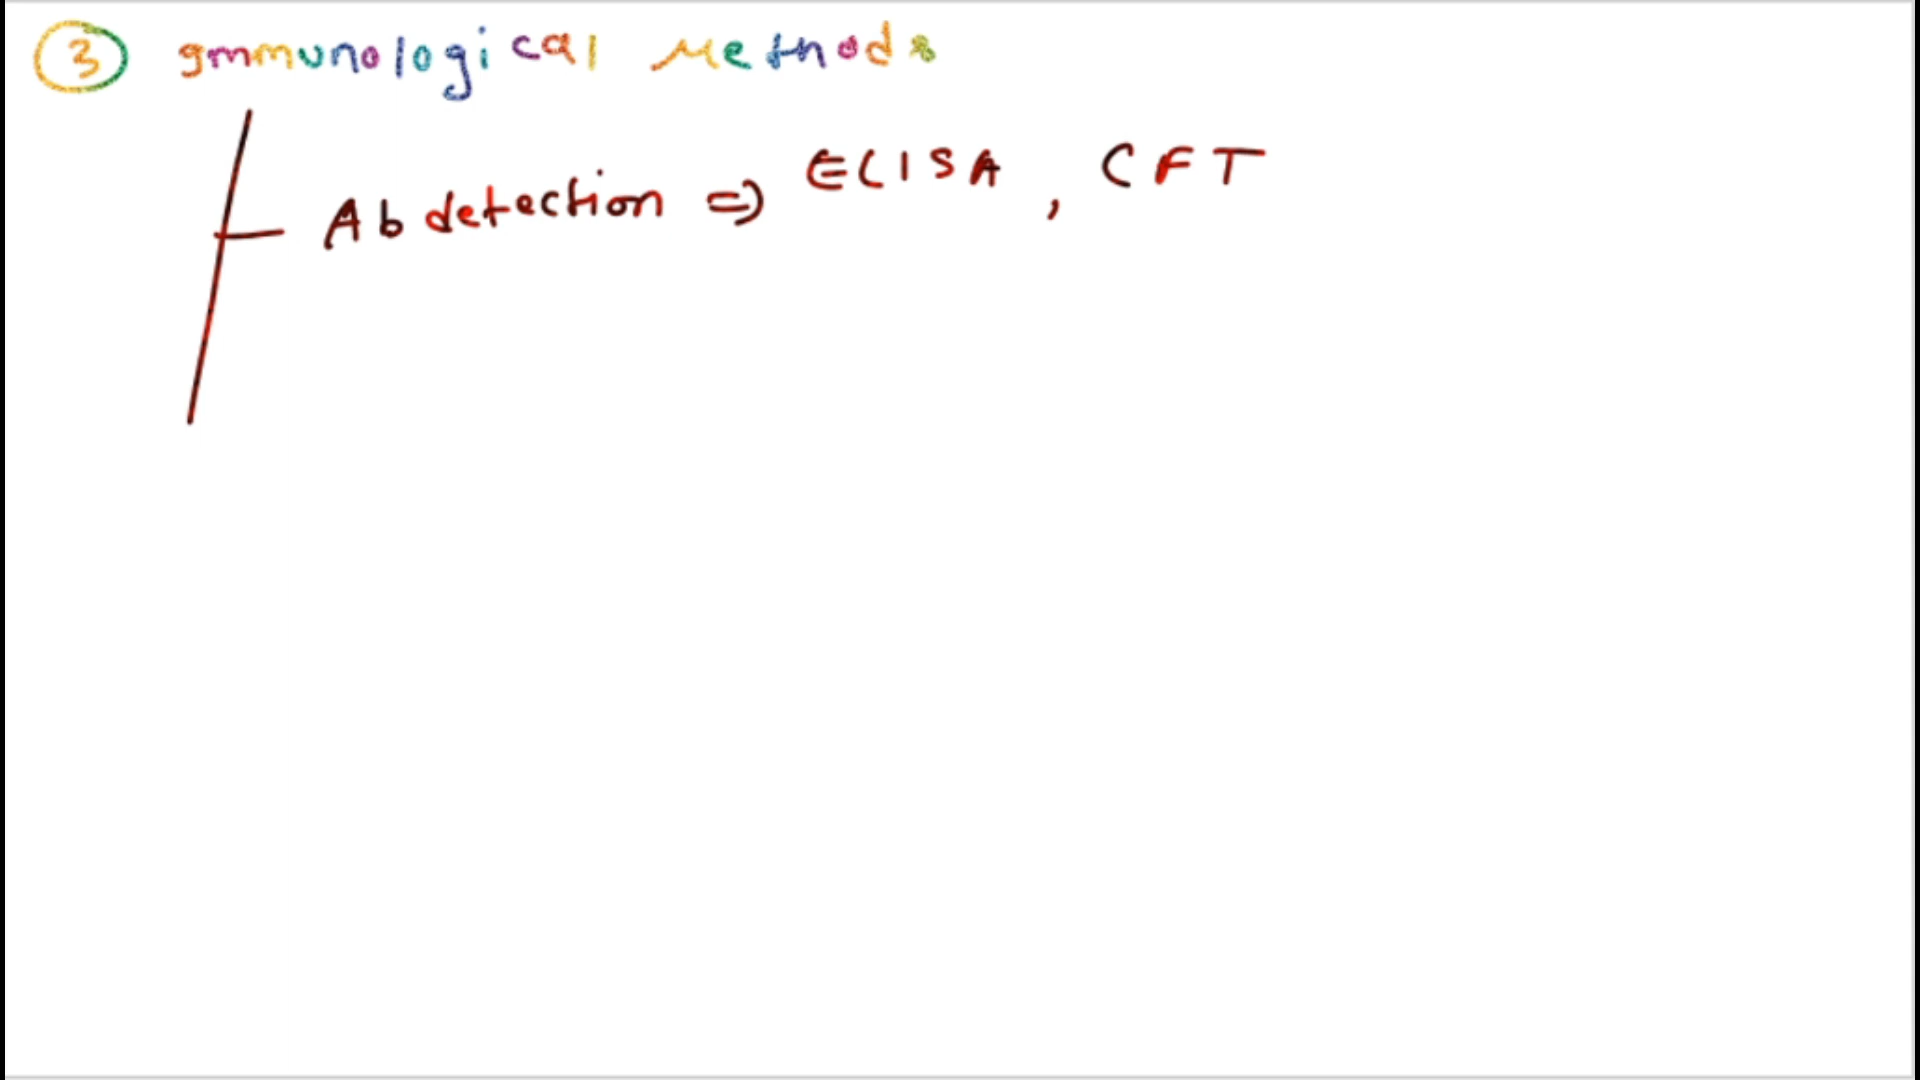 3 Immunological Methods
Ab detection => ELISA, CFT